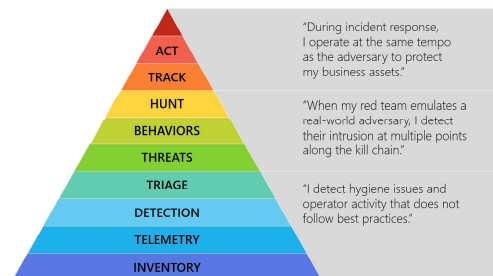 ACT
TRACK
HUNT
BEHAVIORS
THREATS
TRIAGE
DETECTION
TELEMETRY
INVENTORY
“During incident response,
I operate at the same tempo
as the adversary to protect
my business assets.”
“When my red team emulates a
real-world adversary, I detect
their intrusion at multiple points
along the kill chain.”
“I detect hygiene issues and
operator activity that does not
follow best practices.”